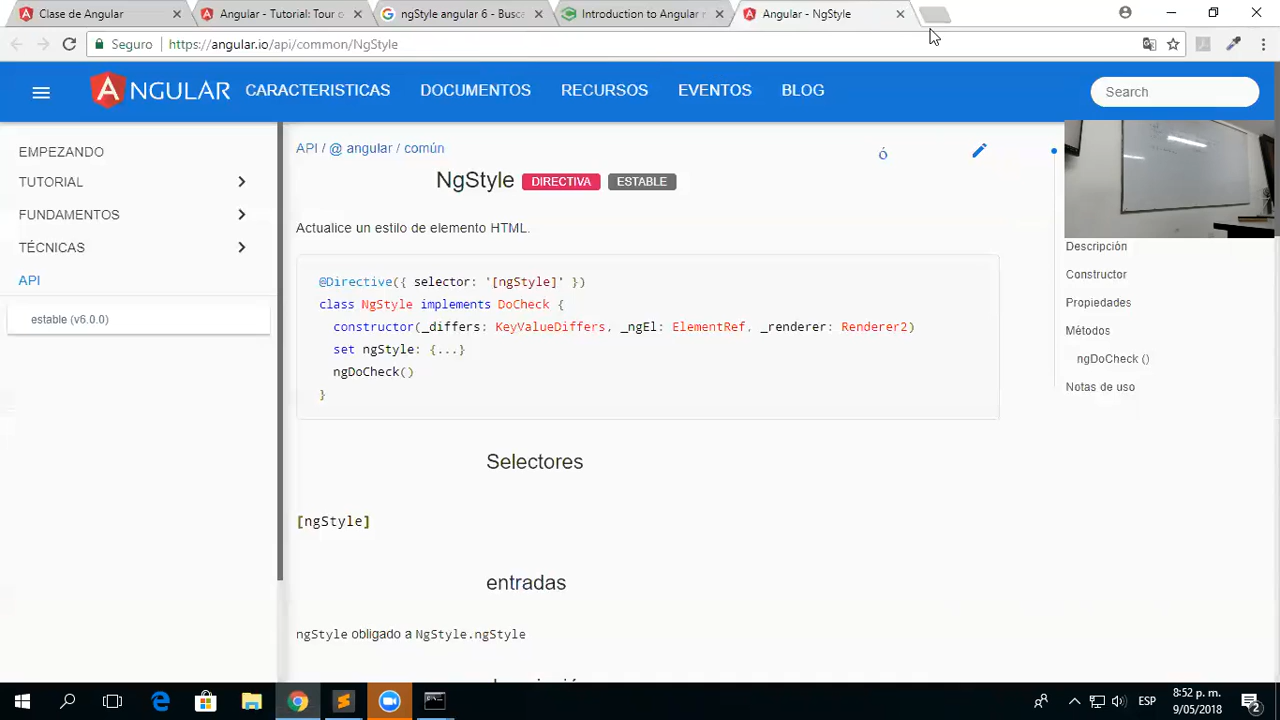 Clase de Angular
Angular - Tutorial: Tour c
ngStyle angular 6 - Busca
Introduction to Angular n
Angular - NgStyle
Seguro
https://angular.io/api/common/NgStyle
ANGULAR
CARACTERISTICAS
DOCUMENTOS
RECURSOS
EVENTOS
BLOG
Search
EMPEZANDO
TUTORIAL
FUNDAMENTOS
TÉCNICAS
API
estable (v6.0.0)
API / @ angular / común
ó
NgStyle DIRECTIVA ESTABLE
Actualice un estilo de elemento HTML.
@Directive({ selector: '[ngStyle]' })
class NgStyle implements DoCheck {
constructor(_differs: KeyValueDiffers, _ngEl: ElementRef, _renderer: Renderer2)
set ngStyle: {...}
ngDoCheck()
}
Selectores
[ngStyle]
entradas
ngStyle obligado a NgStyle.ngStyle
Descripción
Constructor
Propiedades
Métodos
ngDoCheck ()
Notas de uso
ESP
8:52 p. m.
9/05/2018
2